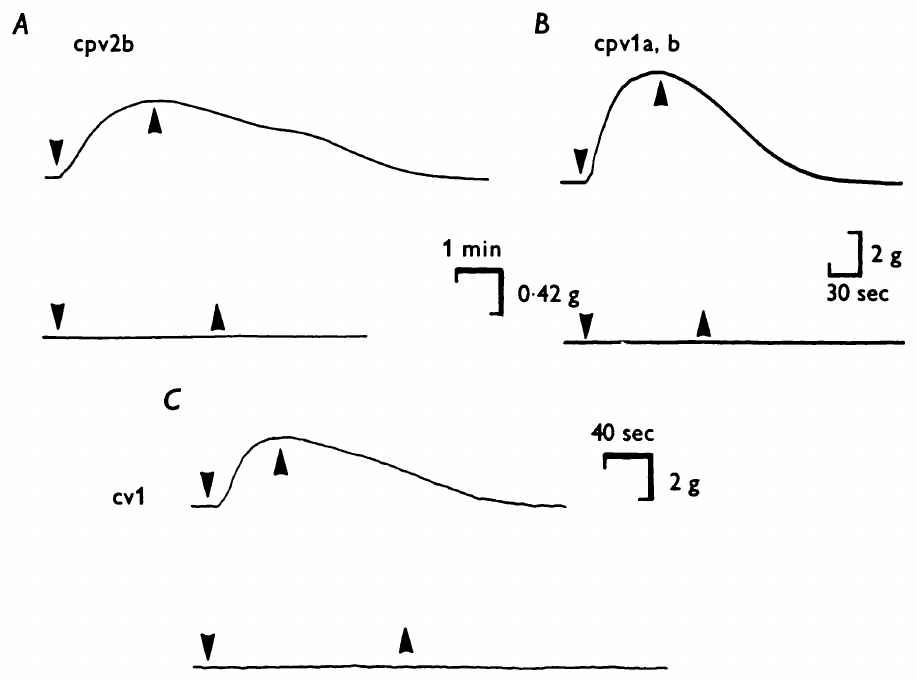 A
cpv2b
B
cpv1a, b
1 min
0·42 g
2 g
30 sec
C
cv1
40 sec
2 g